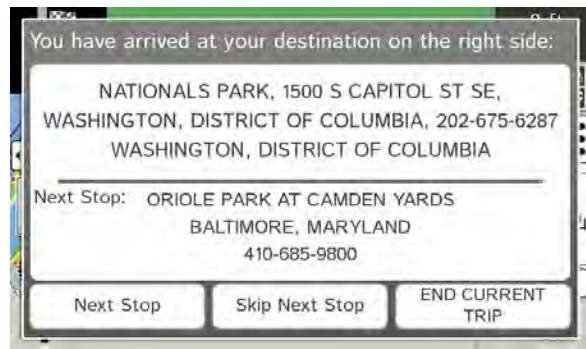 You have arrived at your destination on the right side:
NATIONALS PARK, 1500 S CAPITOL ST SE,
WASHINGTON, DISTRICT OF COLUMBIA, 202-675-6287
WASHINGTON, DISTRICT OF COLUMBIA
Next Stop: ORIOLE PARK AT CAMDEN YARDS
BALTIMORE, MARYLAND
410-685-9800
Next Stop
Skip Next Stop
END CURRENT
TRIP